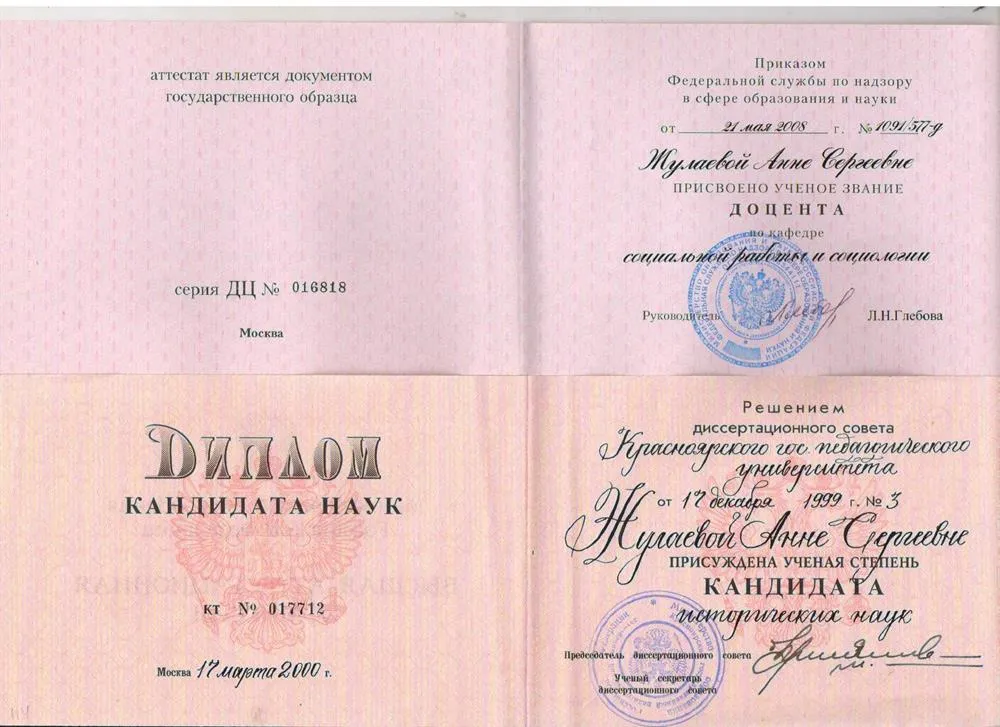 аттестат является документом
государственного образца
серия ДЦ № 016818
Москва
Приказом
Федеральной службы по надзору
в сфере образования и науки
от 21 мая 2008 г. № 1091/577-д
Жулаевой Анне Сергеевне
ПРИСВОЕНО УЧЕНОЕ ЗВАНИЕ
ДОЦЕНТА
по кафедре
социальной работы и социологии
Руководитель
Л.Н.Глебова
ДИПЛОМ
КАНДИДАТА НАУК
кт № 017712
Москва 17 марта 2000 г.
Решением
диссертационного совета
Красноярского гос. педагогического
университета
от 17 декабря 1999 г. № 3
Жулаевой Анне Сергеевне
ПРИСУЖДЕНА УЧЕНАЯ СТЕПЕНЬ
КАНДИДАТА
исторических наук
Председатель диссертационного совета
Ученый секретарь
диссертационного совета